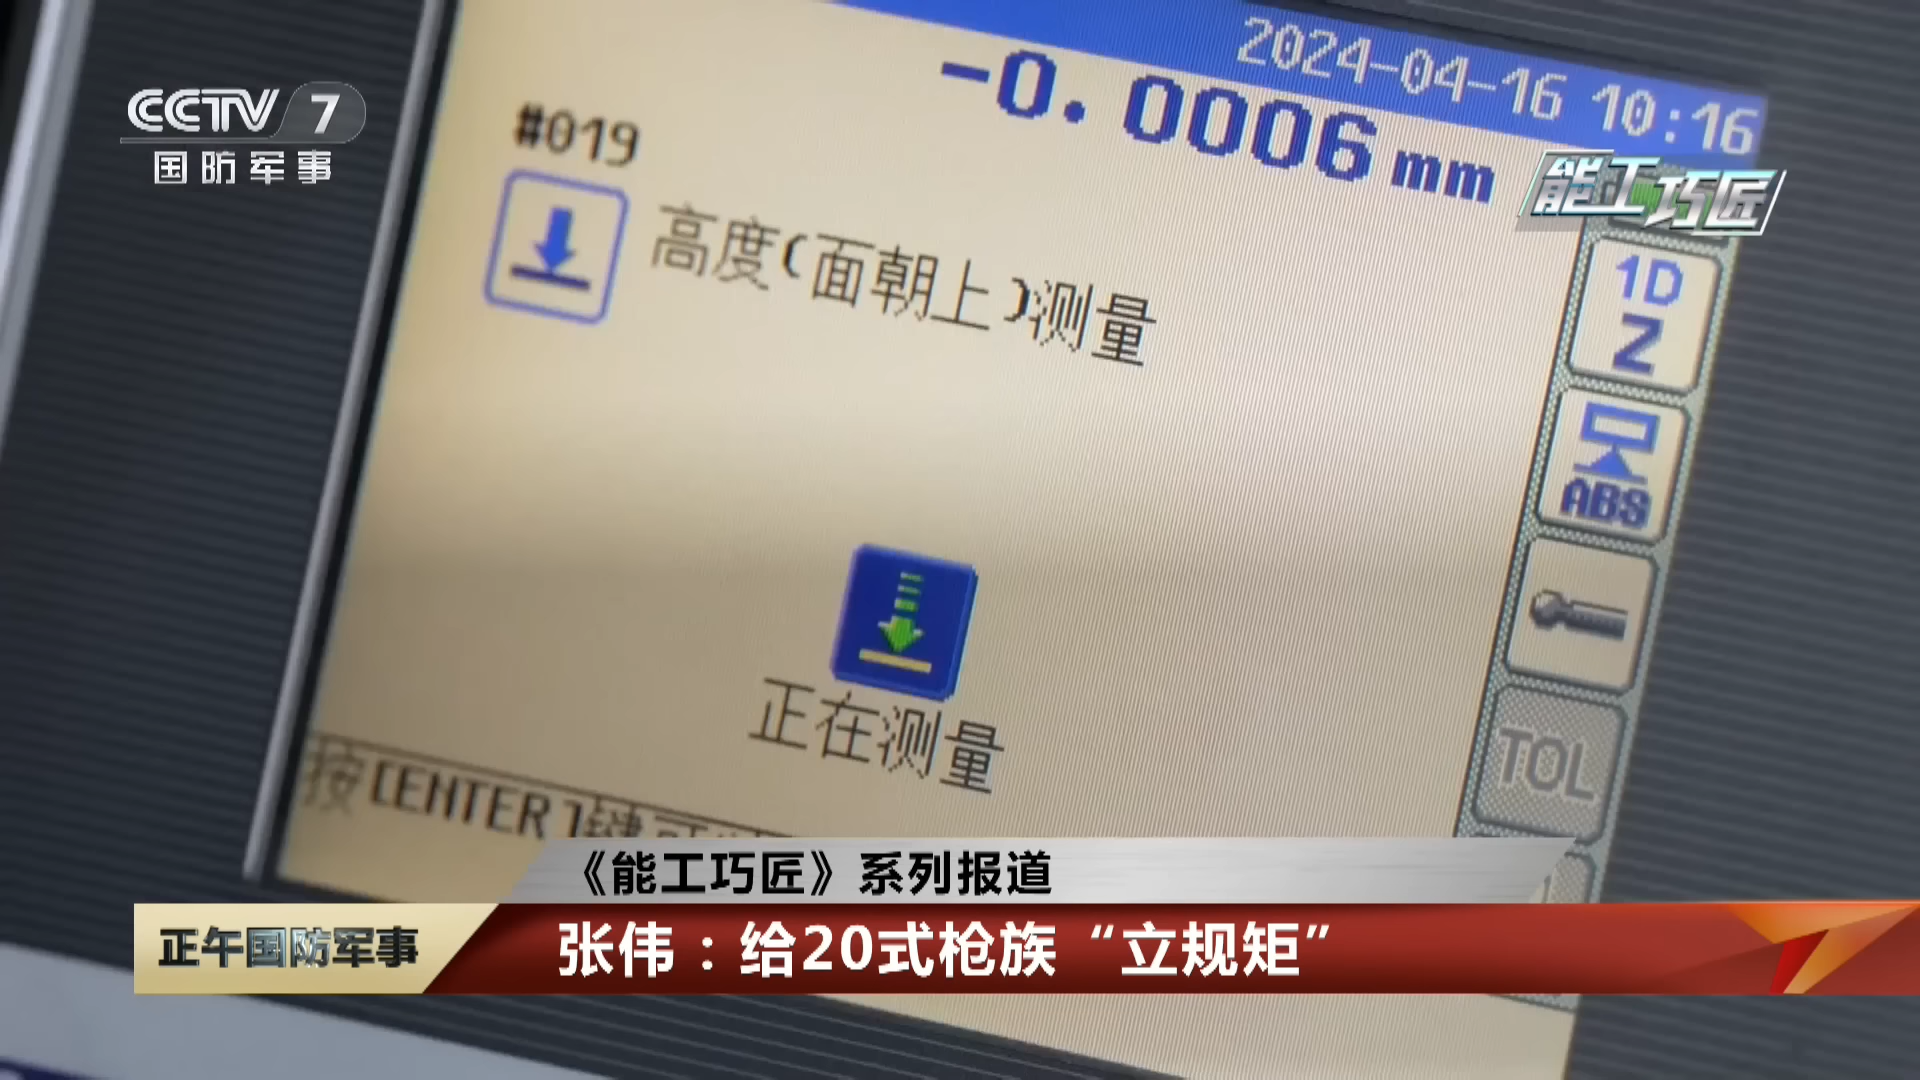 2024-04-16 10:16
-0.0006mm
CCTV 7
国防军事
能工巧匠
#019
高度(面朝上)测量
1D
Z
ABS
TOL
正在测量
按[ENTER]键可
《能工巧匠》系列报道
正午国防军事
张伟：给20式枪族“立规矩”